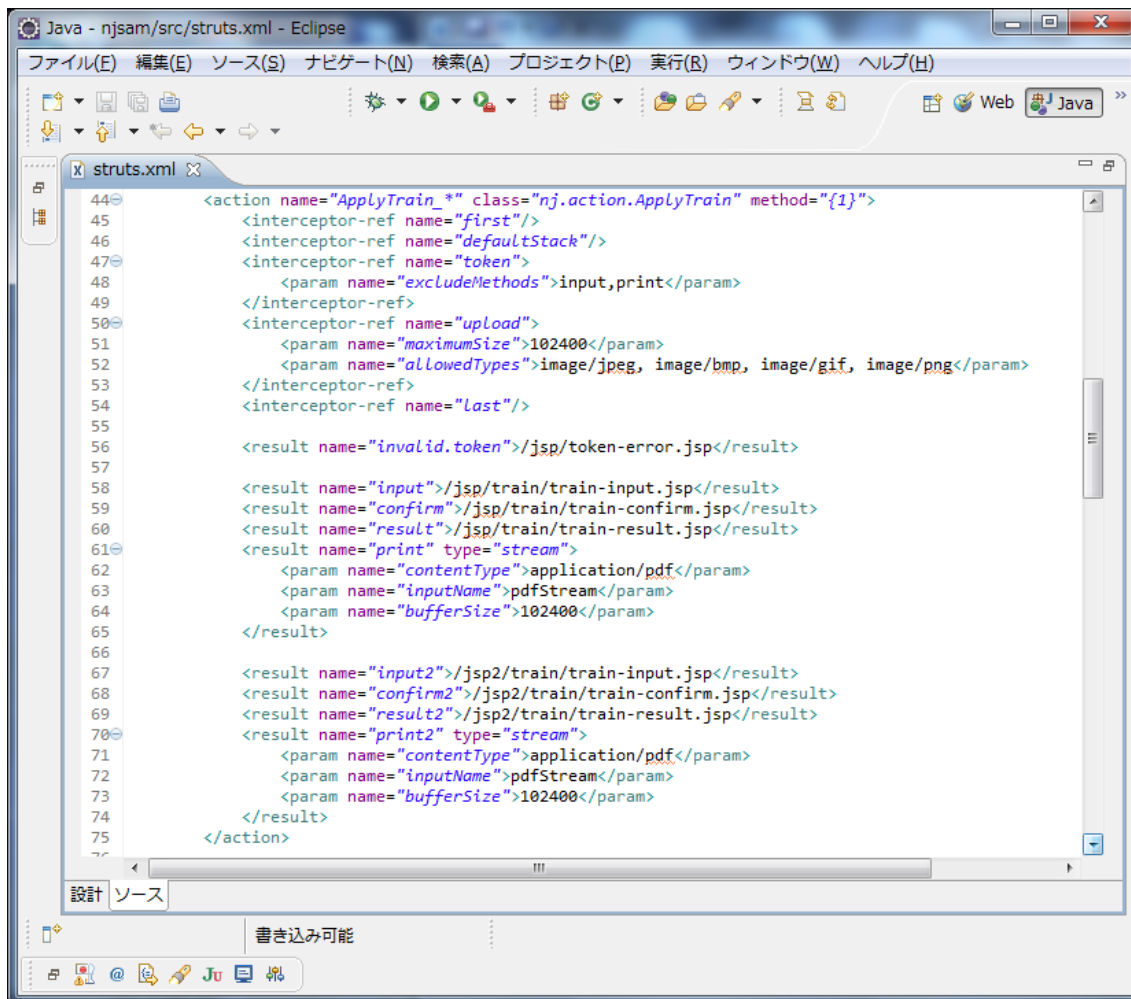 Java - njsam/src/struts.xml - Eclipse
ファイル(F) 編集(E) ソース(S) ナビゲート(N) 検索(A) プロジェクト(P) 実行(R) ウィンドウ(W) ヘルプ(H)
Web Java
struts.xml
44 <action name="ApplyTrain_*" class="nj.action.ApplyTrain" method="{1}">
45 <interceptor-ref name="first"/>
46 <interceptor-ref name="defaultStack"/>
47 <interceptor-ref name="token">
48 <param name="excludeMethods">input,print</param>
49 </interceptor-ref>
50 <interceptor-ref name="upload">
51 <param name="maximumSize">102400</param>
52 <param name="allowedTypes">image/jpeg, image/bmp, image/gif, image/png</param>
53 </interceptor-ref>
54 <interceptor-ref name="last"/>
55
56 <result name="invalid.token">/jsp/token-error.jsp</result>
57
58 <result name="input">/jsp/train/train-input.jsp</result>
59 <result name="confirm">/jsp/train/train-confirm.jsp</result>
60 <result name="result">/jsp/train/train-result.jsp</result>
61 <result name="print" type="stream">
62 <param name="contentType">application/pdf</param>
63 <param name="inputName">pdfStream</param>
64 <param name="bufferSize">102400</param>
65 </result>
66
67 <result name="input2">/jsp2/train/train-input.jsp</result>
68 <result name="confirm2">/jsp2/train/train-confirm.jsp</result>
69 <result name="result2">/jsp2/train/train-result.jsp</result>
70 <result name="print2" type="stream">
71 <param name="contentType">application/pdf</param>
72 <param name="inputName">pdfStream</param>
73 <param name="bufferSize">102400</param>
74 </result>
75 </action>
設計 ソース
書き込み可能
@ JU